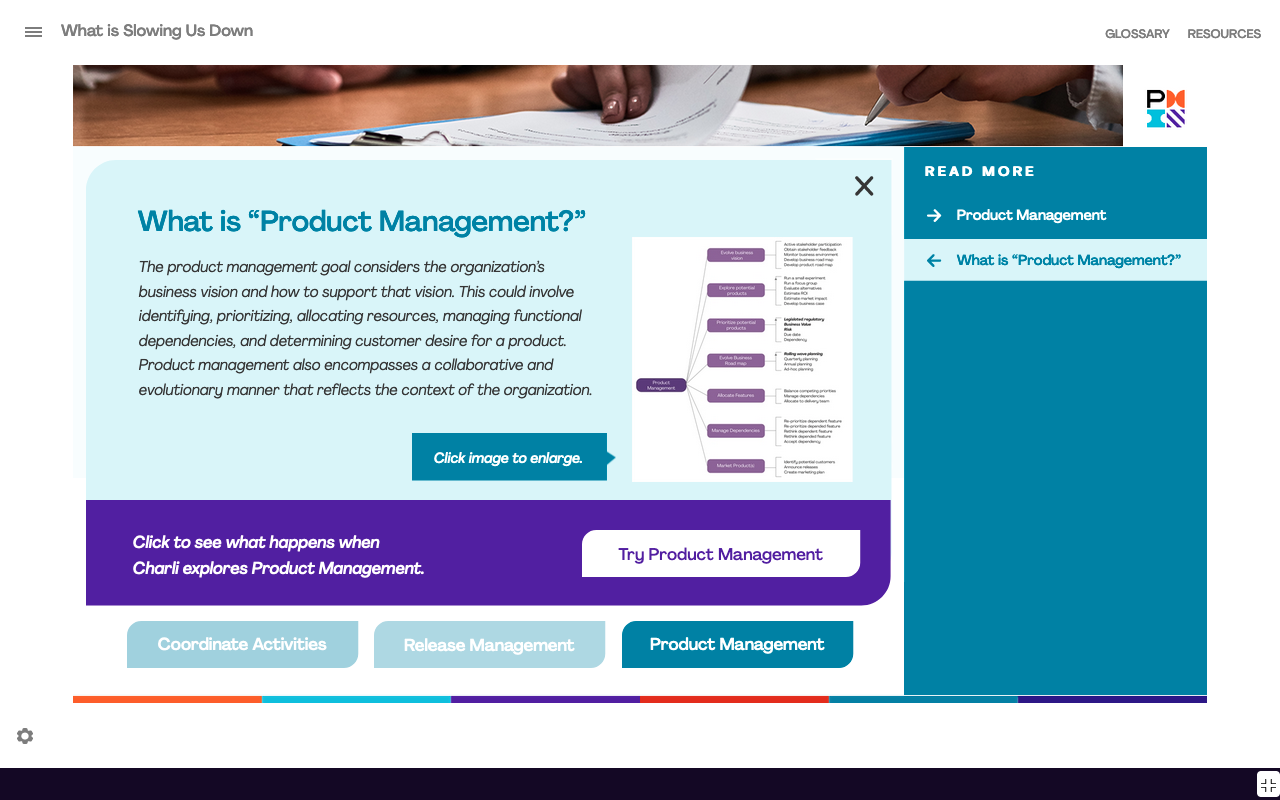 What is Slowing Us Down
GLOSSARY
RESOURCES
READ MORE
Product Management
What is “Product Management?”
What is “Product Management?”
The product management goal considers the organization's
business vision and how to support that vision. This could involve
identifying, prioritizing, allocating resources, managing functional
dependencies, and determining customer desire for a product.
Product management also encompasses a collaborative and
evolutionary manner that reflects the context of the organization.
Click image to enlarge.
Product
Management
Evolve business
vision
Active stakeholder participation
Obtain stakeholder feedback
Monitor business environment
Develop business road map
Develop product road map
Explore potential
products
Run a small experiment
Run a focus group
Evaluate alternatives
Estimate ROI
Estimate market impact
Develop business case
Prioritize potential
products
Legislated regulatory
Business Value
Risk
Due date
Dependency
Evolve Business
Road map
Rolling wave planning
Quarterly planning
Annual planning
Ad-hoc planning
Allocate Features
Balance competing priorities
Manage dependencies
Allocate to delivery team
Manage Dependencies
Re-prioritize dependent feature
Re-prioritize depended feature
Rethink dependent feature
Rethink depended feature
Accept dependency
Market Product(s)
Identify potential customers
Announce releases
Create marketing plan
Click to see what happens when
Charli explores Product Management.
Try Product Management
Coordinate Activities
Release Management
Product Management